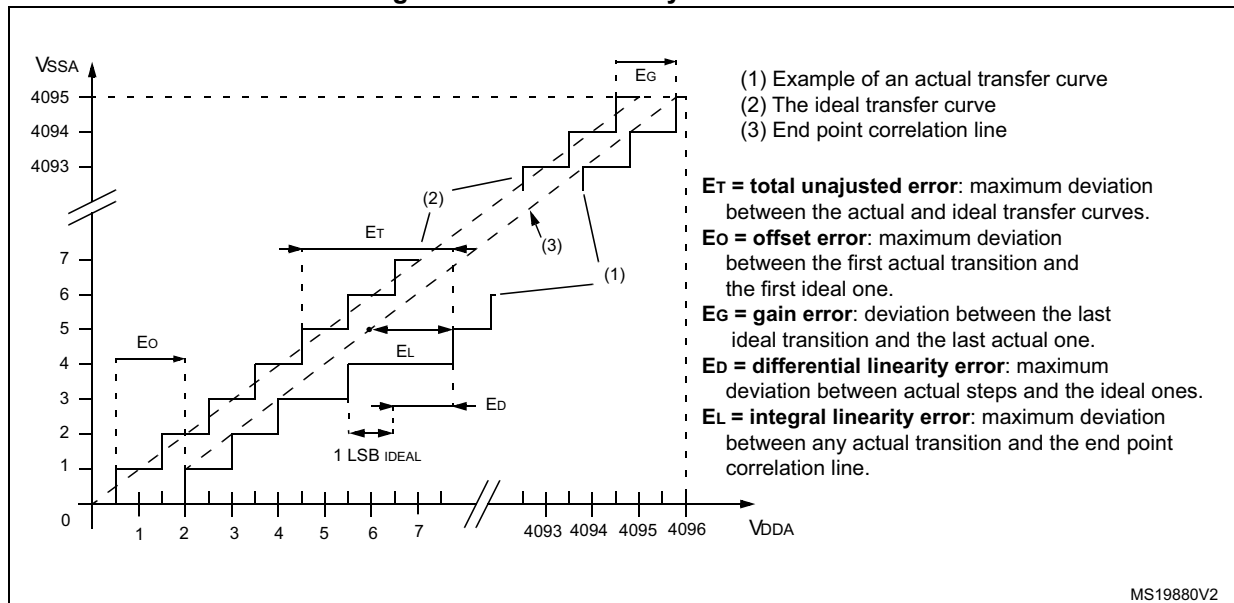 VSSA
4095
4094
4093
7
6
5
4
3
2
1
0
EO
ET
EL
ED
1 LSB IDEAL
EG
(2)
(3)
(1)
1 2 3 4 5 6 7 4093 4094 4095 4096
VDDA
(1) Example of an actual transfer curve
(2) The ideal transfer curve
(3) End point correlation line
ET = total unajusted error: maximum deviation
between the actual and ideal transfer curves.
EO = offset error: maximum deviation
between the first actual transition and
the first ideal one.
EG = gain error: deviation between the last
ideal transition and the last actual one.
ED = differential linearity error: maximum
deviation between actual steps and the ideal ones.
EL = integral linearity error: maximum deviation
between any actual transition and the end point
correlation line.
MS19880V2